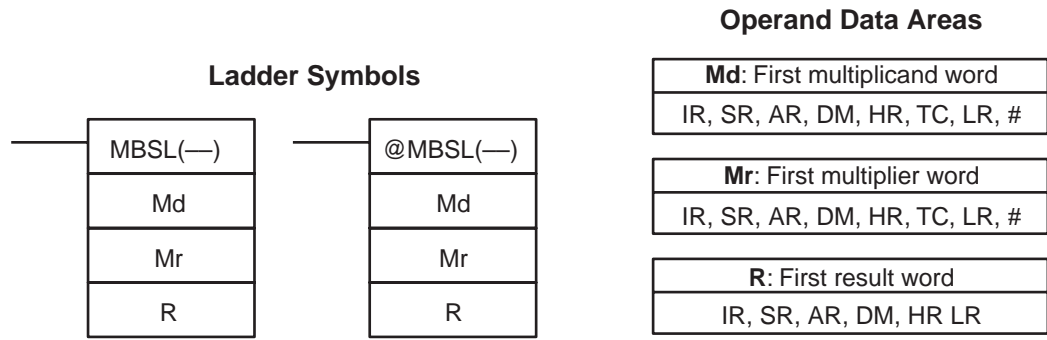 Ladder Symbols
MBSL(––)
Md
Mr
R
@MBSL(––)
Md
Mr
R
Operand Data Areas
Md: First multiplicand word
IR, SR, AR, DM, HR, TC, LR, #
Mr: First multiplier word
IR, SR, AR, DM, HR, TC, LR, #
R: First result word
IR, SR, AR, DM, HR LR